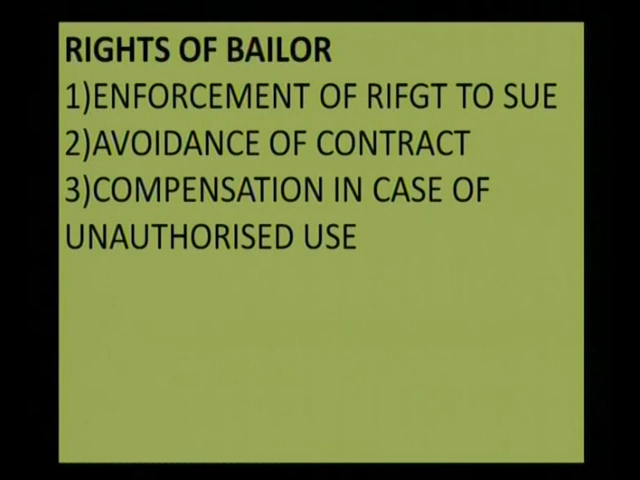 RIGHTS OF BAILOR
1)ENFORCEMENT OF RIFGT TO SUE
2)AVOIDANCE OF CONTRACT
3)COMPENSATION IN CASE OF
UNAUTHORISED USE